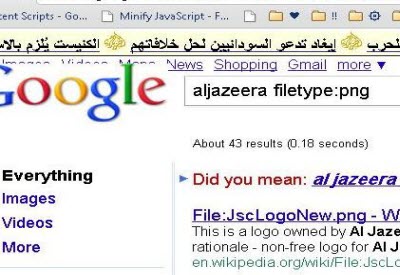 cent Scripts - Go...   Minify JavaScript - F...   !!
للحرب   إيغاد تدعو السودانيين لحل خلافاتهم   الكنيست يُلزم بالاس
Images Videos Maps News Shopping Gmail more ▼
Google aljazeera filetype:png
About 43 results (0.18 seconds)
Everything
Images
Videos
More
Did you mean: al jazeera
File:JscLogoNew.png - W
This is a logo owned by Al Jaze
rationale - non-free logo for Al J
en.wikipedia.org/wiki/File:JscLo